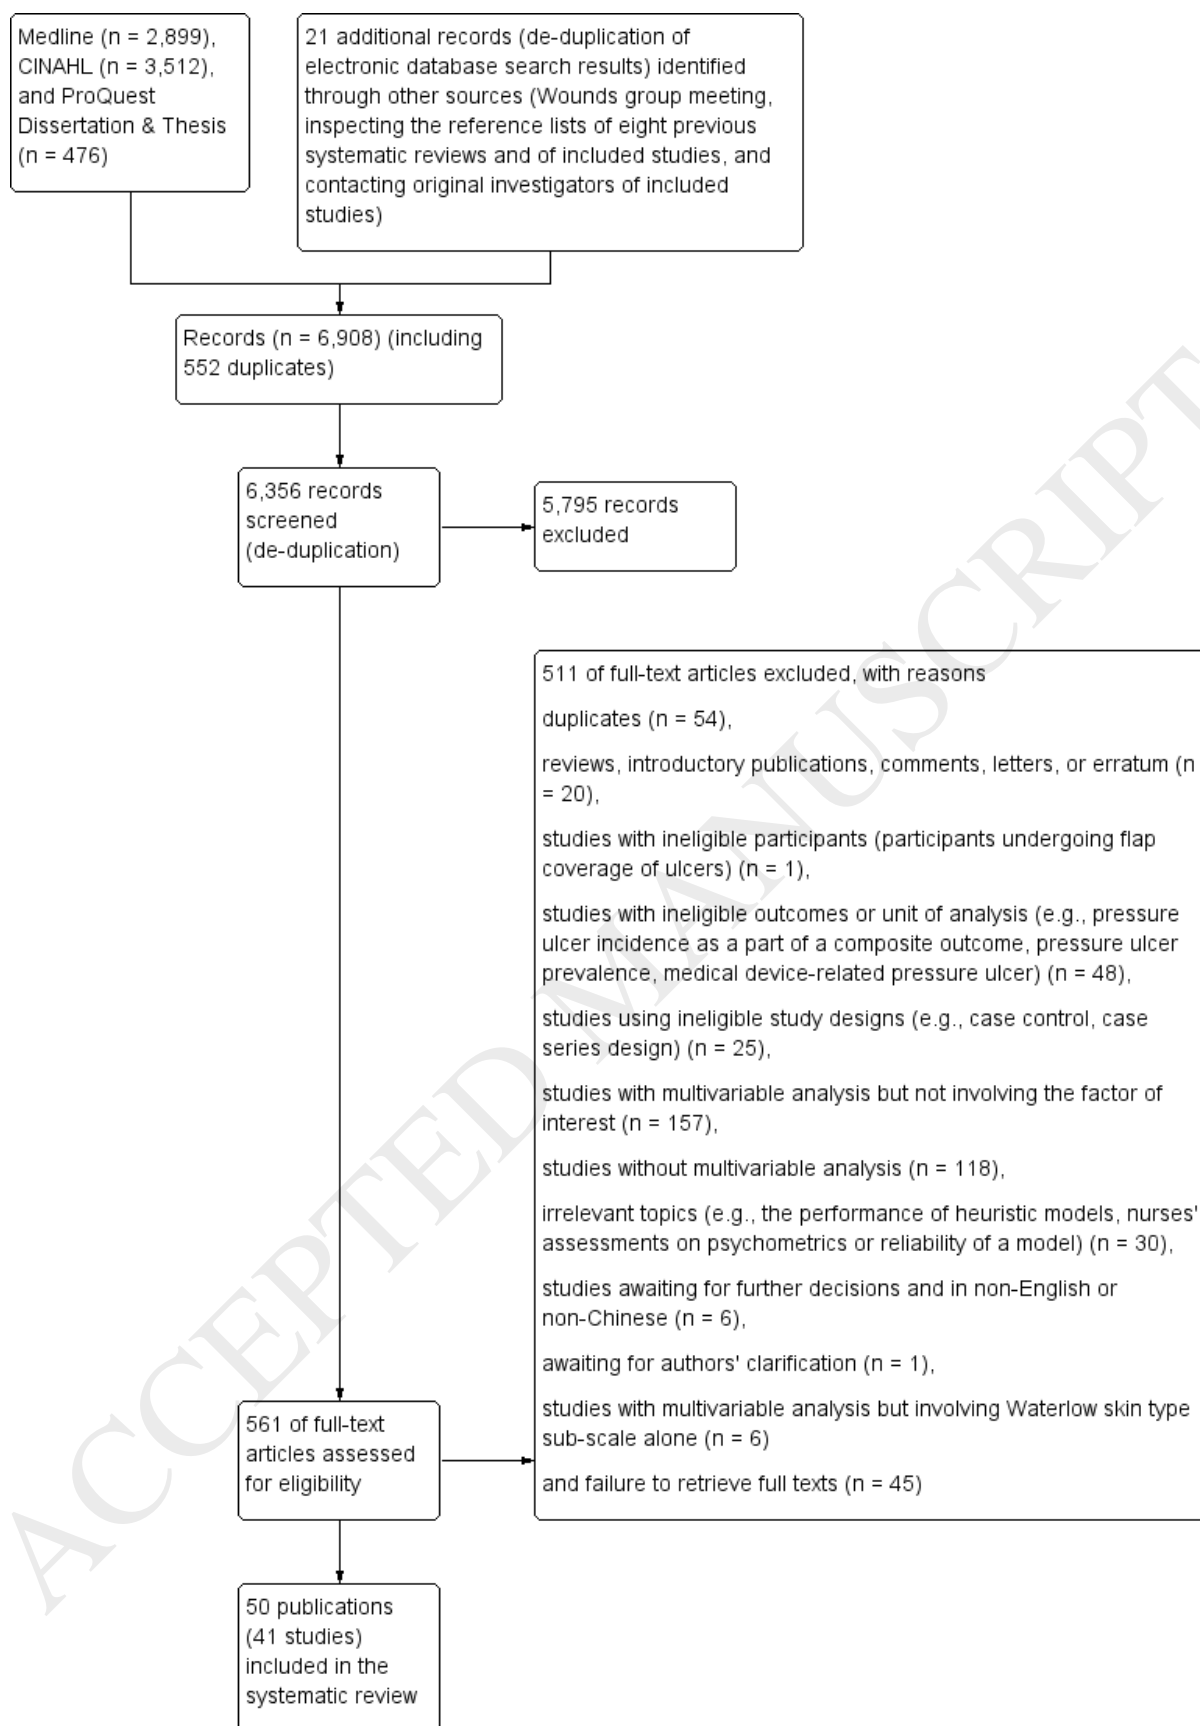 Medline (n = 2,899),
CINAHL (n = 3,512),
and ProQuest
Dissertation & Thesis
(n = 476)
21 additional records (de-duplication of
electronic database search results) identified
through other sources (Wounds group meeting,
inspecting the reference lists of eight previous
systematic reviews and of included studies, and
contacting original investigators of included
studies)
Records (n = 6,908) (including
552 duplicates)
6,356 records
screened
(de-duplication)
5,795 records
excluded
511 of full-text articles excluded, with reasons
duplicates (n = 54),
reviews, introductory publications, comments, letters, or erratum (n
= 20),
studies with ineligible participants (participants undergoing flap
coverage of ulcers) (n = 1),
studies with ineligible outcomes or unit of analysis (e.g., pressure
ulcer incidence as a part of a composite outcome, pressure ulcer
prevalence, medical device-related pressure ulcer) (n = 48),
studies using ineligible study designs (e.g., case control, case
series design) (n = 25),
studies with multivariable analysis but not involving the factor of
interest (n = 157),
studies without multivariable analysis (n = 118),
irrelevant topics (e.g., the performance of heuristic models, nurses'
assessments on psychometrics or reliability of a model) (n = 30),
studies awaiting for further decisions and in non-English or
non-Chinese (n = 6),
awaiting for authors' clarification (n = 1),
studies with multivariable analysis but involving Waterlow skin type
sub-scale alone (n = 6)
and failure to retrieve full texts (n = 45)
561 of full-text
articles assessed
for eligibility
50 publications
(41 studies)
included in the
systematic review
ACCEPTED MANUSCRIPT